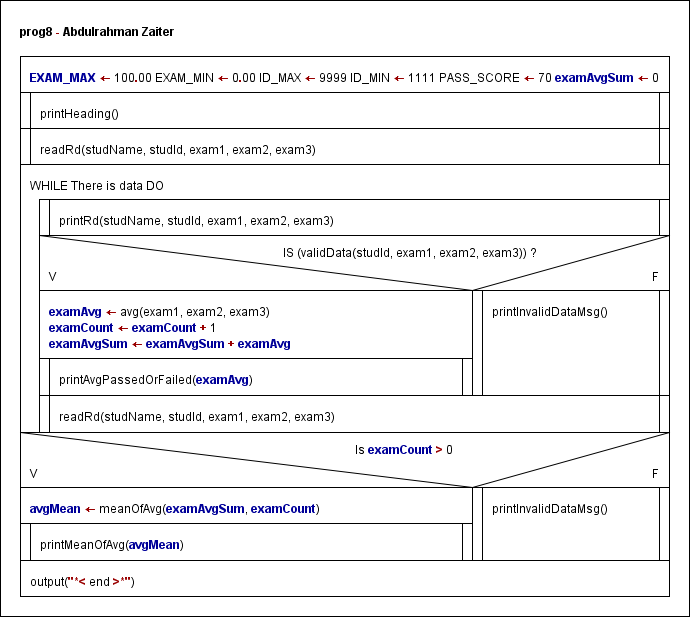 prog8 - Abdulrahman Zaiter
EXAM_MAX ← 100.00 EXAM_MIN ← 0.00 ID_MAX ← 9999 ID_MIN ← 1111 PASS_SCORE ← 70 examAvgSum ← 0
printHeading()
readRd(studName, studId, exam1, exam2, exam3)
WHILE There is data DO
printRd(studName, studId, exam1, exam2, exam3)
IS (validData(studId, exam1, exam2, exam3)) ?
V
F
examAvg ← avg(exam1, exam2, exam3)
examCount ← examCount + 1
examAvgSum ← examAvgSum + examAvg
printAvgPassedOrFailed(examAvg)
printInvalidDataMsg()
readRd(studName, studId, exam1, exam2, exam3)
Is examCount > 0
V
F
avgMean ← meanOfAvg(examAvgSum, examCount)
printMeanOfAvg(avgMean)
printInvalidDataMsg()
output("*< end >*")